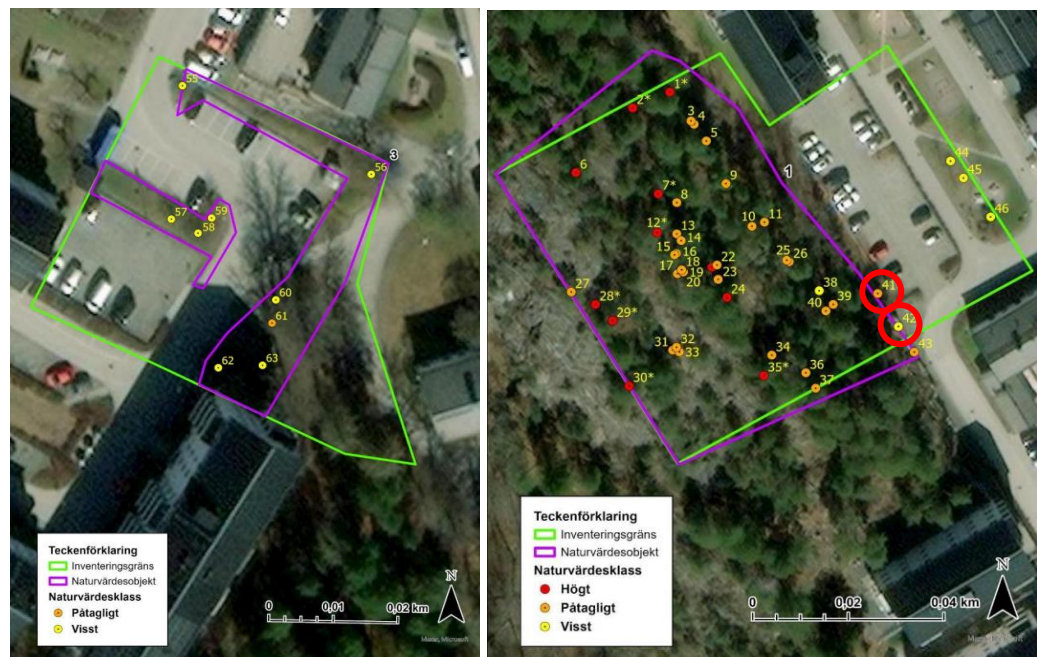 55
3
56
57
59
58
60
61
62
63
Teckenförklaring
Inventeringsgräns
Naturvärdesobjekt
Naturvärdesklass
Påtagligt
Visst
0 0,01 0,02 km
N
Maxar, Microsoft
1*
2*
3
4
5
44
1
45
6
7*
8
9
46
10
11
12*
13
14
15
16
17
18
19
20
22
23
24
25
26
27
28*
29*
38
39
40
41
42
43
30*
31
32
33
34
35*
36
37
Teckenförklaring
Inventeringsgräns
Naturvärdesobjekt
Naturvärdesklass
Högt
Påtagligt
Visst
0 0,02 0,04 km
N
Maxar, Microsoft